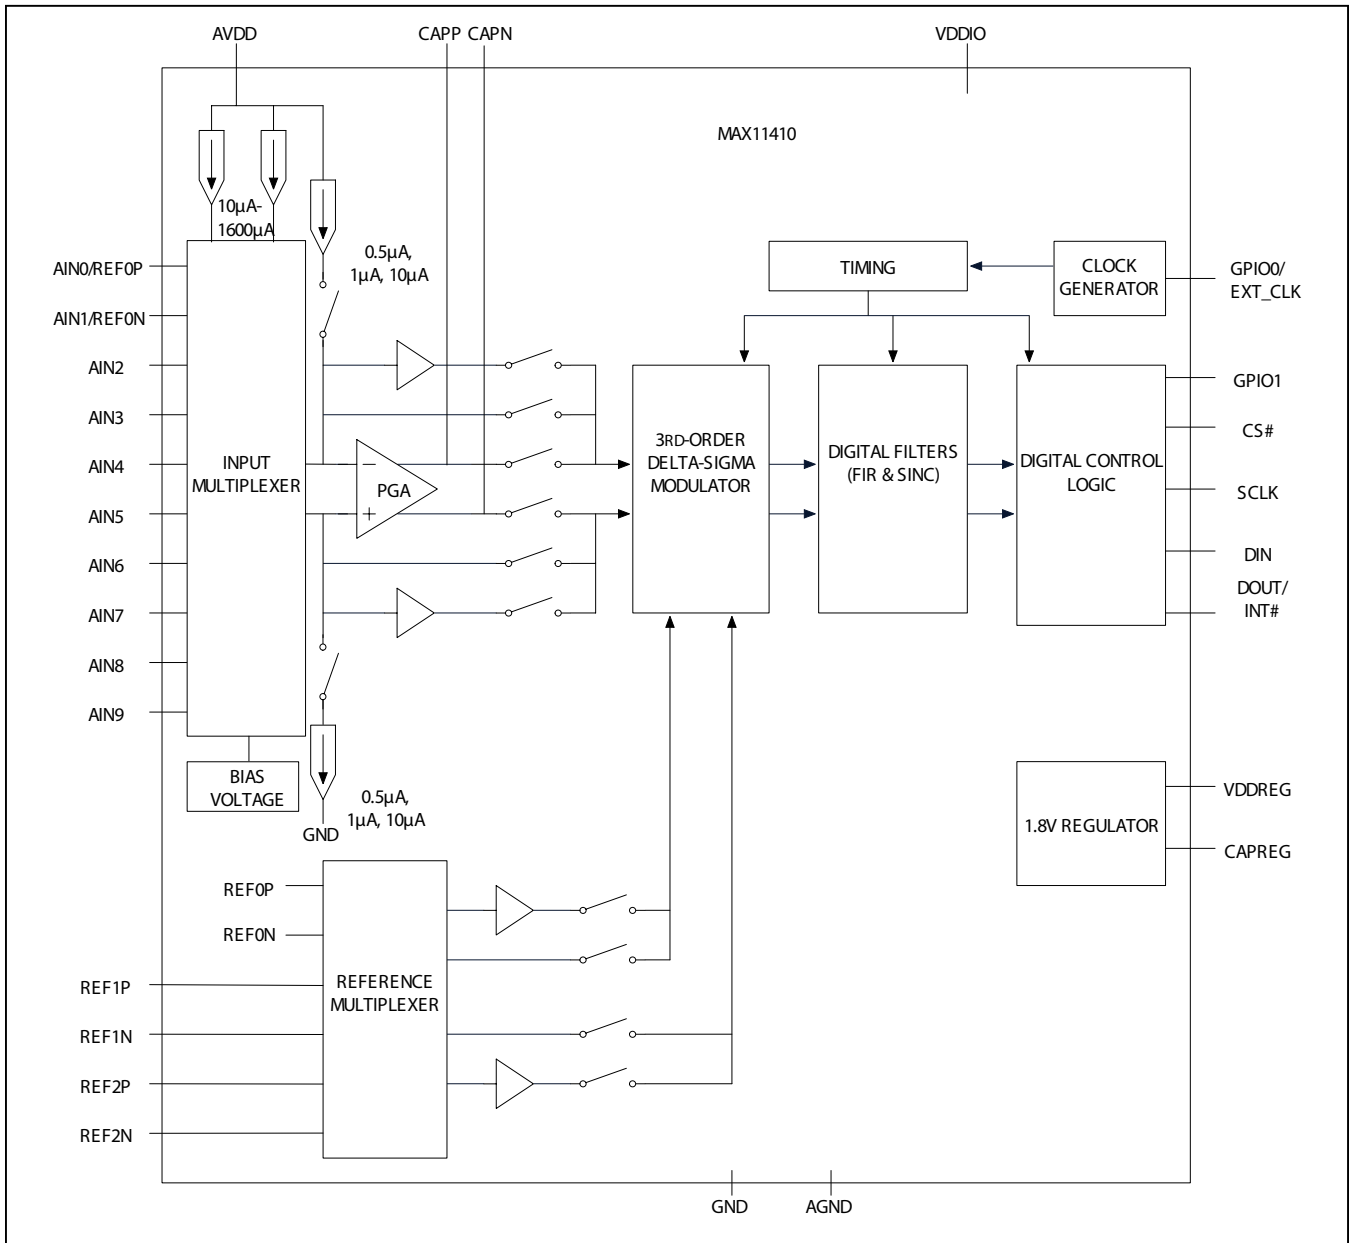 AVDD
CAPP CAPN
VDDIO
MAX11410
10µA-
1600µA
0.5µA,
1µA, 10µA
AIN0/REF0P
AIN1/REF0N
AIN2
AIN3
AIN4
AIN5
AIN6
AIN7
AIN8
AIN9
INPUT
MULTIPLEXER
−
PGA
+
BIAS
VOLTAGE
0.5µA,
1µA, 10µA
GND
TIMING
CLOCK
GENERATOR
GPIO0/
EXT_CLK
3RD-ORDER
DELTA-SIGMA
MODULATOR
DIGITAL FILTERS
(FIR & SINC)
DIGITAL CONTROL
LOGIC
GPIO1
CS#
SCLK
DIN
DOUT/
INT#
1.8V REGULATOR
VDDREG
CAPREG
REF0P
REF0N
REF1P
REF1N
REF2P
REF2N
REFERENCE
MULTIPLEXER
GND
AGND